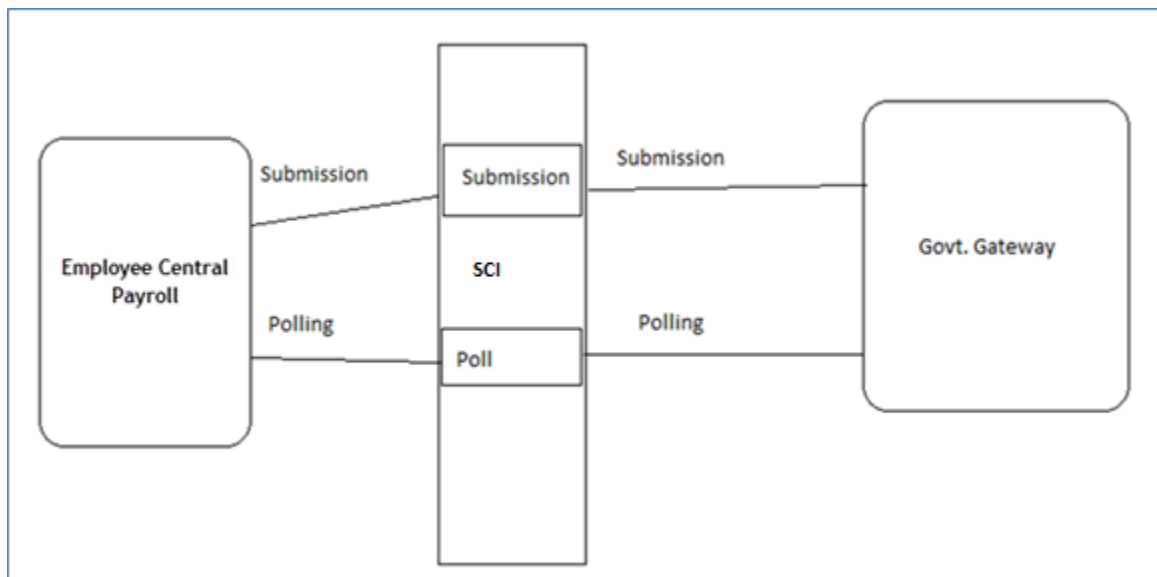 Submission
Submission
Submission
Employee Central
Payroll
SCI
Govt. Gateway
Polling
Poll
Polling